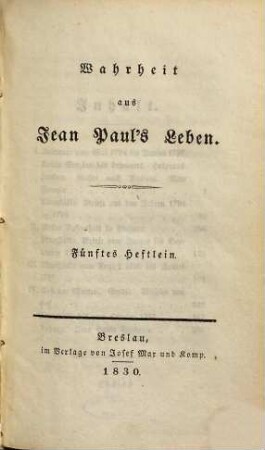 Wahrheit
aus
Jean Paul's Leben.
Fünftes Heftlein.
Breslau,
im Verlage von Josef Max und Komp.
1830.